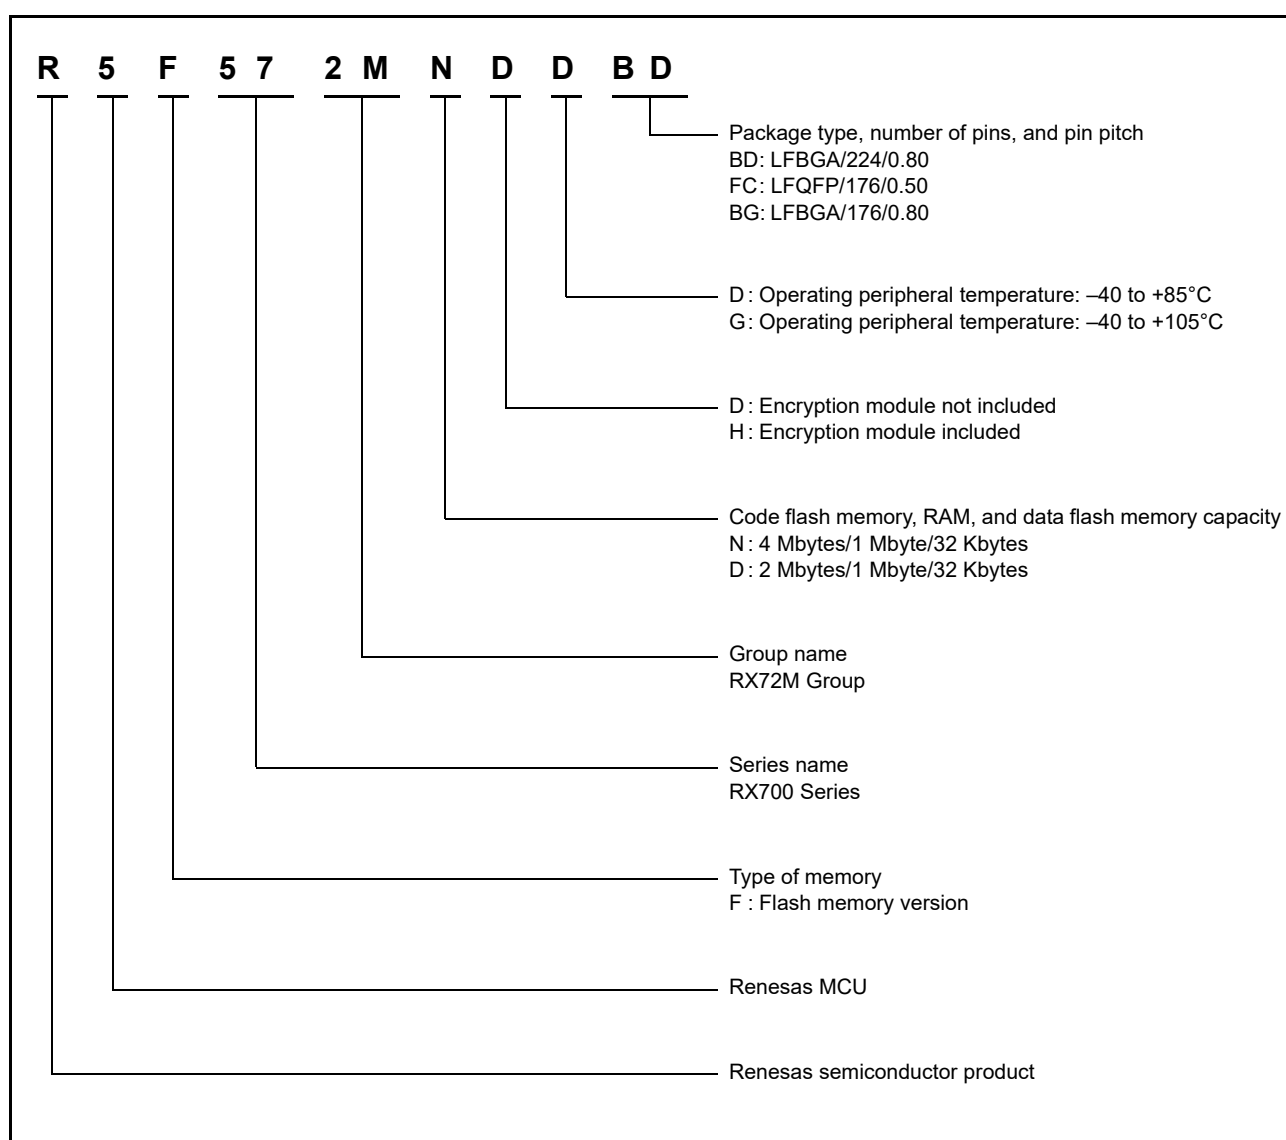 R 5 F 5 7 2 M N D D B D
Package type, number of pins, and pin pitch
BD: LFBGA/224/0.80
FC: LFQFP/176/0.50
BG: LFBGA/176/0.80
D : Operating peripheral temperature: –40 to +85°C
G : Operating peripheral temperature: –40 to +105°C
D : Encryption module not included
H : Encryption module included
Code flash memory, RAM, and data flash memory capacity
N : 4 Mbytes/1 Mbyte/32 Kbytes
D : 2 Mbytes/1 Mbyte/32 Kbytes
Group name
RX72M Group
Series name
RX700 Series
Type of memory
F : Flash memory version
Renesas MCU
Renesas semiconductor product